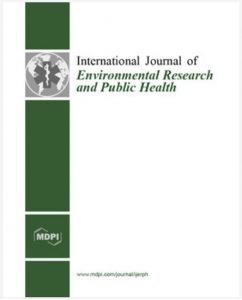 International Journal of
Environmental Research
and Public Health
MDPI
www.mdpi.com/journal/ijerph